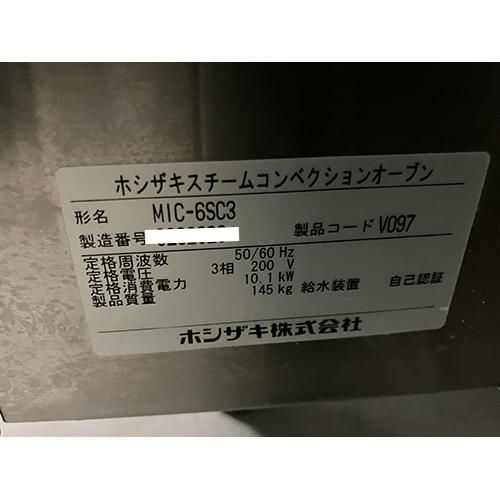 ホシザキスチームコンベクションオーブン
形名 MIC-6SC3
製造番号 製品コード V097
定格周波数 50/60 Hz
定格電圧 3相 200 V
定格消費電力 10.1 kW
製品質量 145 kg 給水装置 自己認証
ホシザキ株式会社